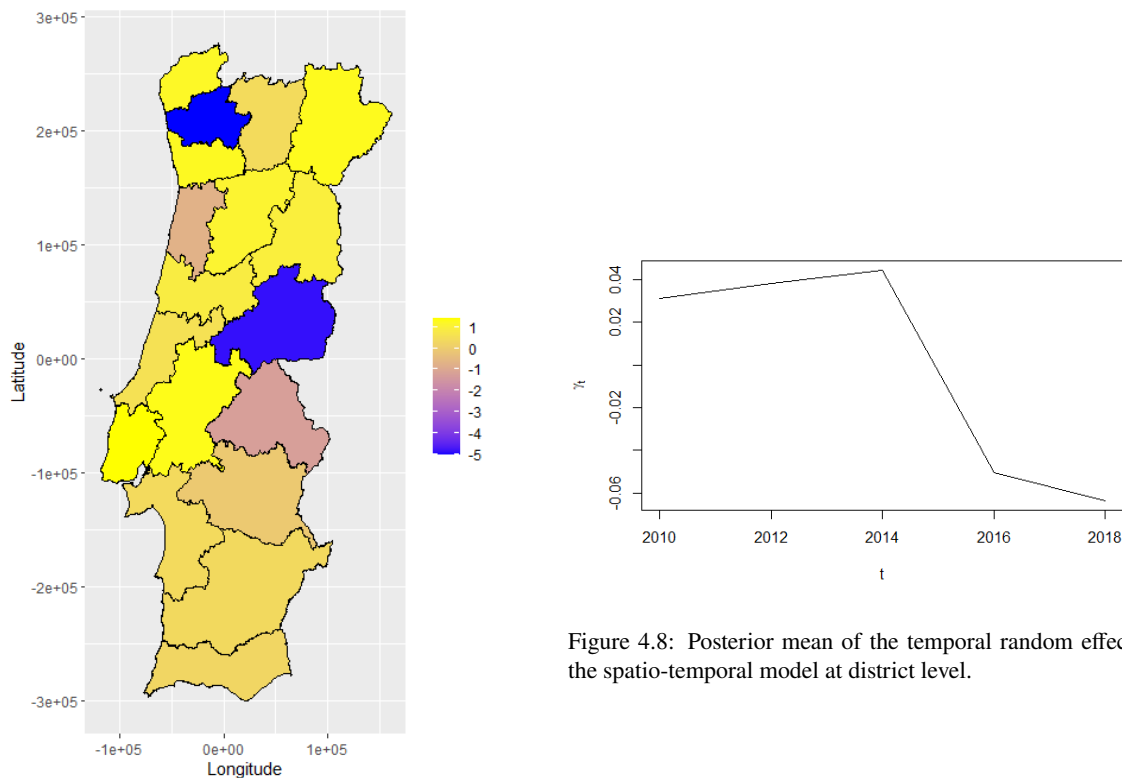 3e+05
2e+05
1e+05
0e+00
-1e+05
-2e+05
-3e+05
Latitude
-1e+05 0e+00 1e+05
Longitude
1
0
-1
-2
-3
-4
-5
0.04
0.02
-0.02
-0.06
γt
2010 2012 2014 2016 2018
t
Figure 4.8: Posterior mean of the temporal random effec
the spatio-temporal model at district level.